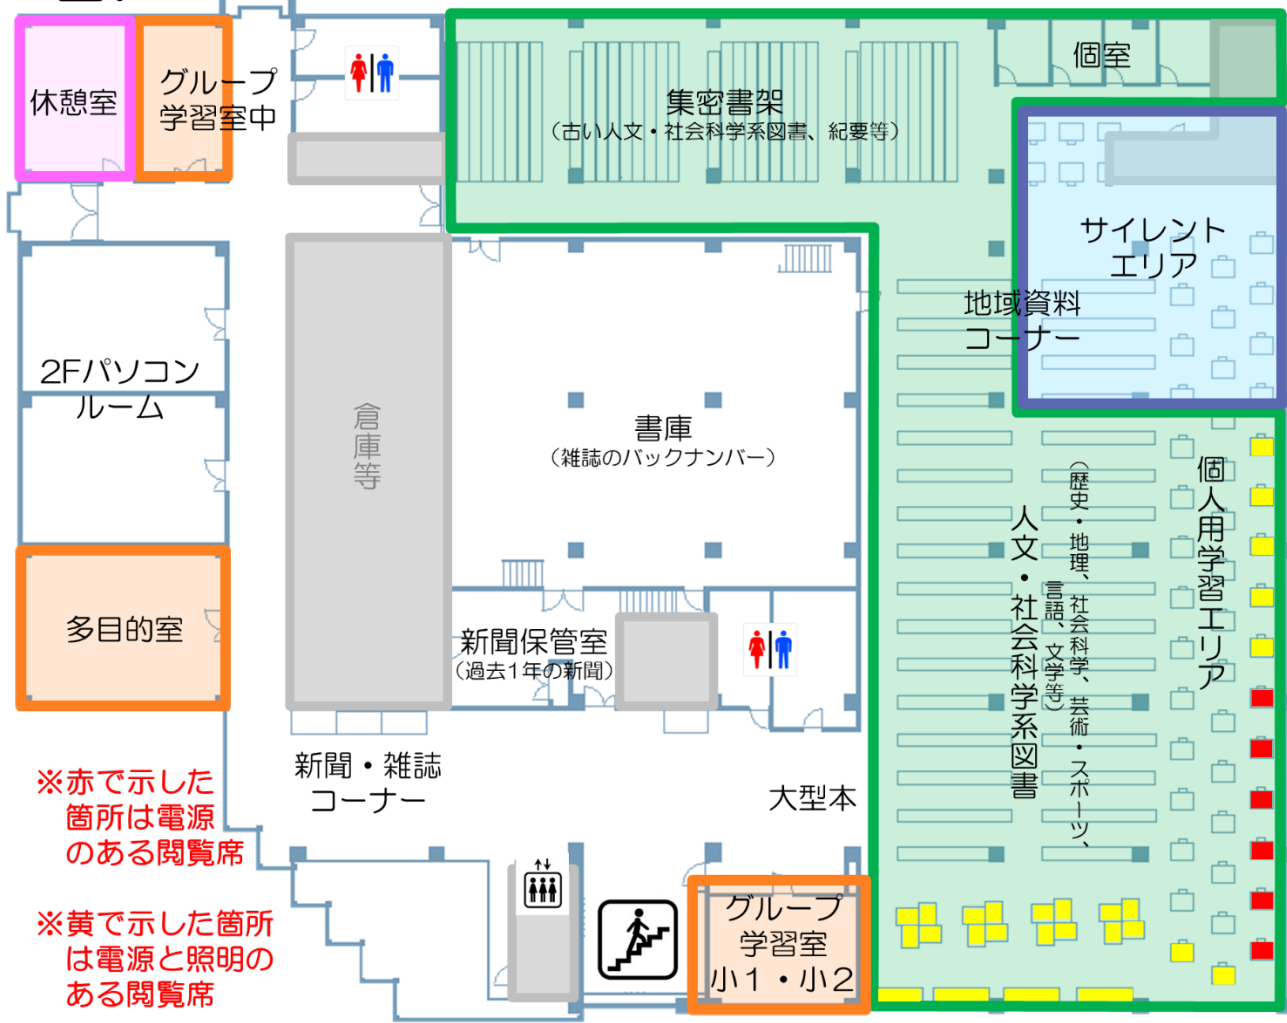 休憩室
グループ
学習室中
集密書架
（古い人文・社会科学系図書、紀要等）
個室
サイレント
エリア
地域資料
コーナー
2Fパソコン
ルーム
倉庫等
書庫
（雑誌のバックナンバー）
個人用学習エリア
人文・社会科学系図書
（歴史・地理、社会科学、芸術・スポーツ、
言語、文学等）
多目的室
新聞保管室
（過去1年の新聞）
新聞・雑誌
コーナー
大型本
※赤で示した
箇所は電源
のある閲覧席
※黄で示した箇所
は電源と照明の
ある閲覧席
グループ
学習室
小1・小2